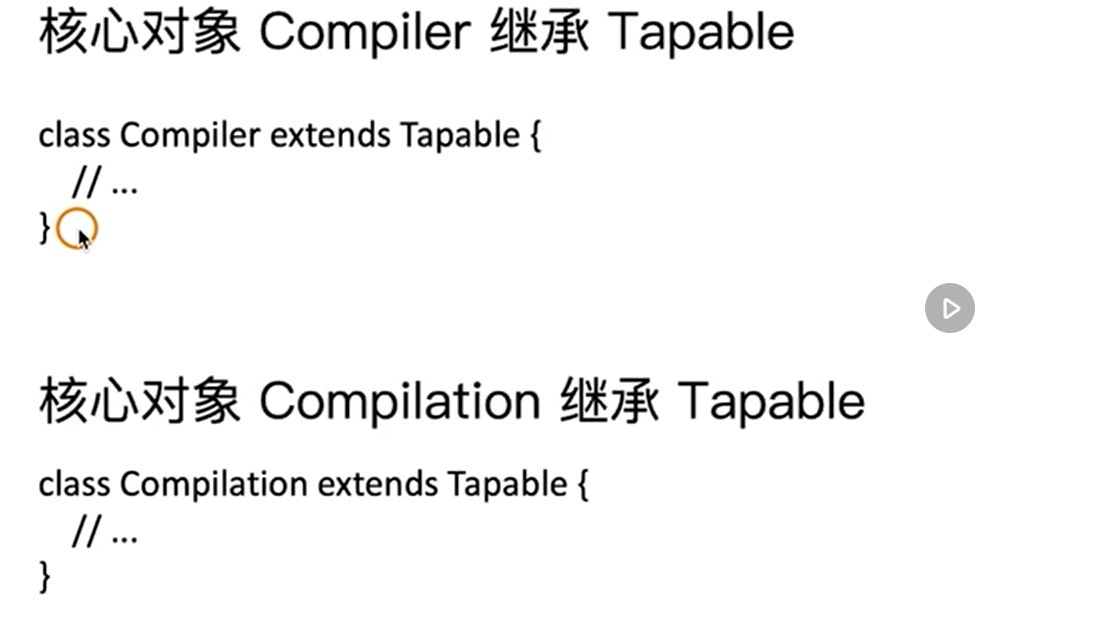 核心对象 Compiler 继承 Tapable
class Compiler extends Tapable {
// ...
}
核心对象 Compilation 继承 Tapable
class Compilation extends Tapable {
// ...
}